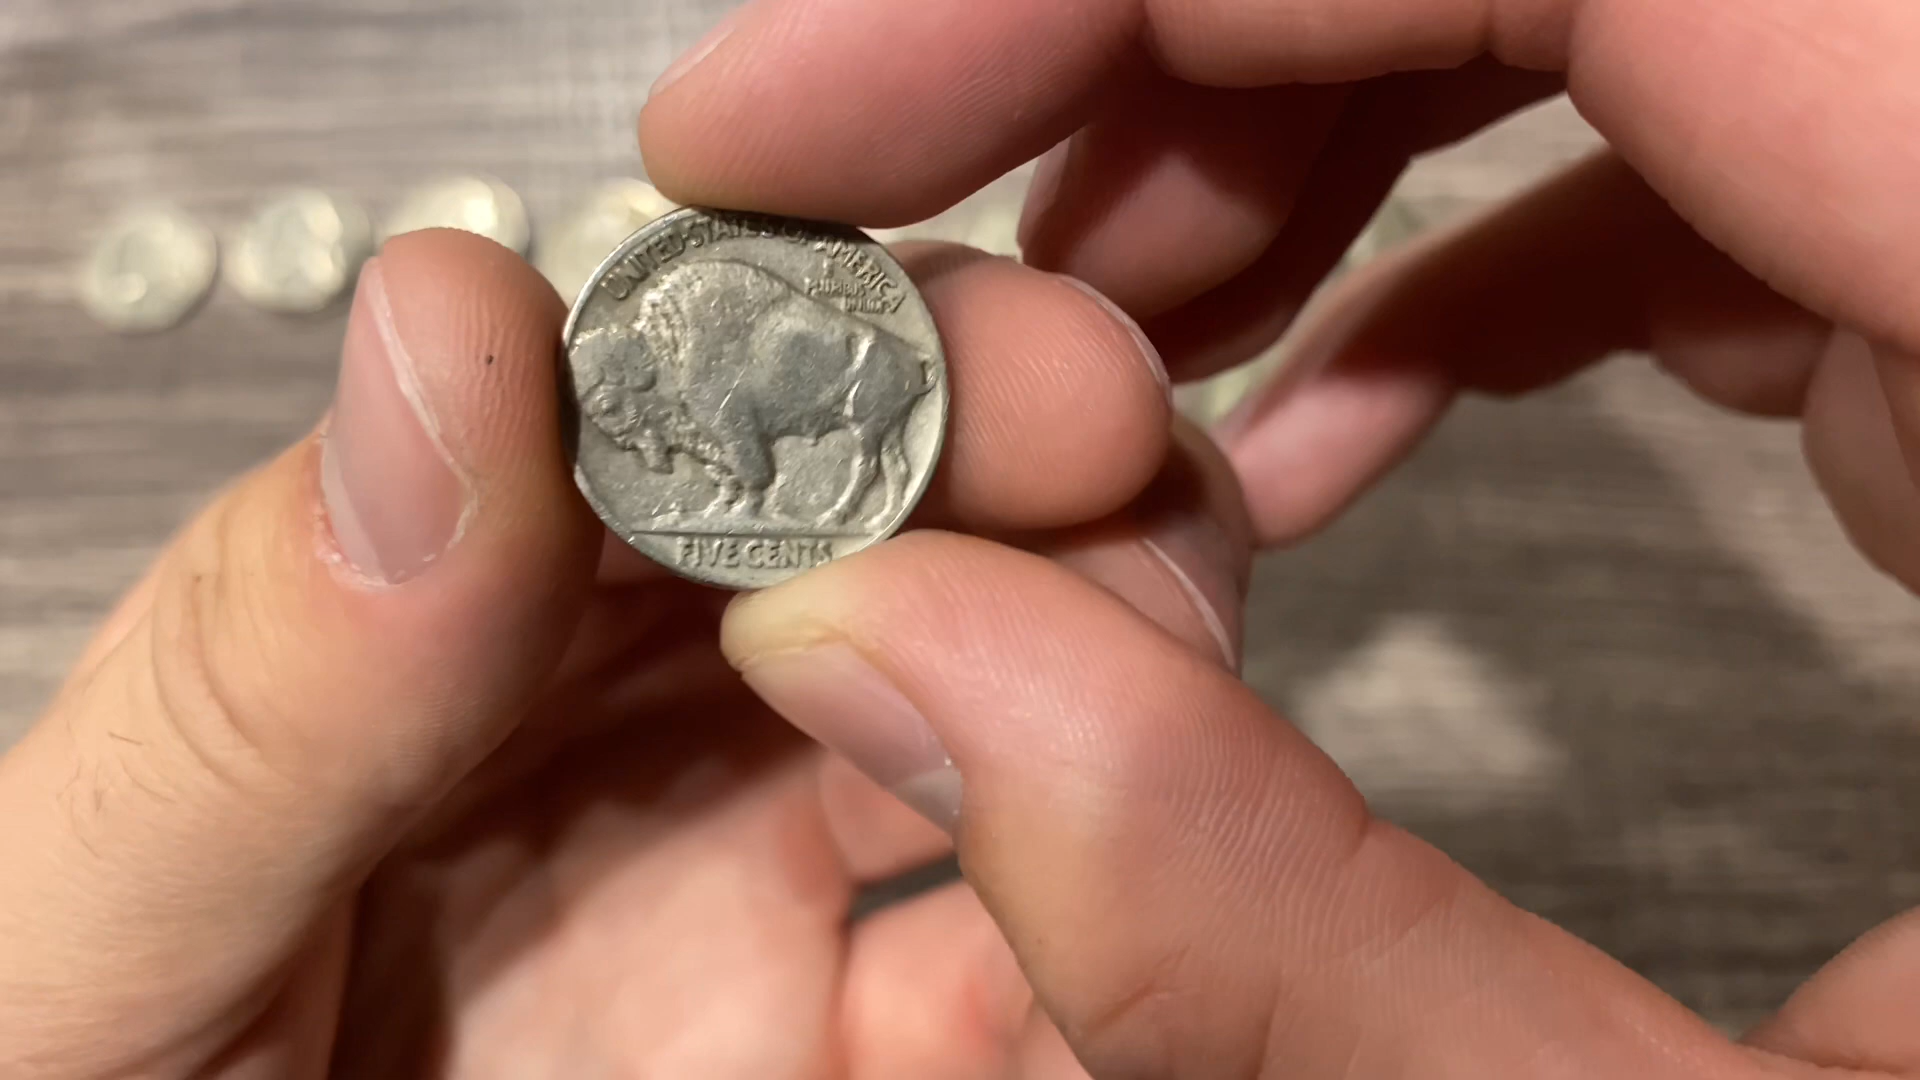 UNITED STATES OF AMERICA
E
PLURIBUS
UNUM
FIVE CENTS